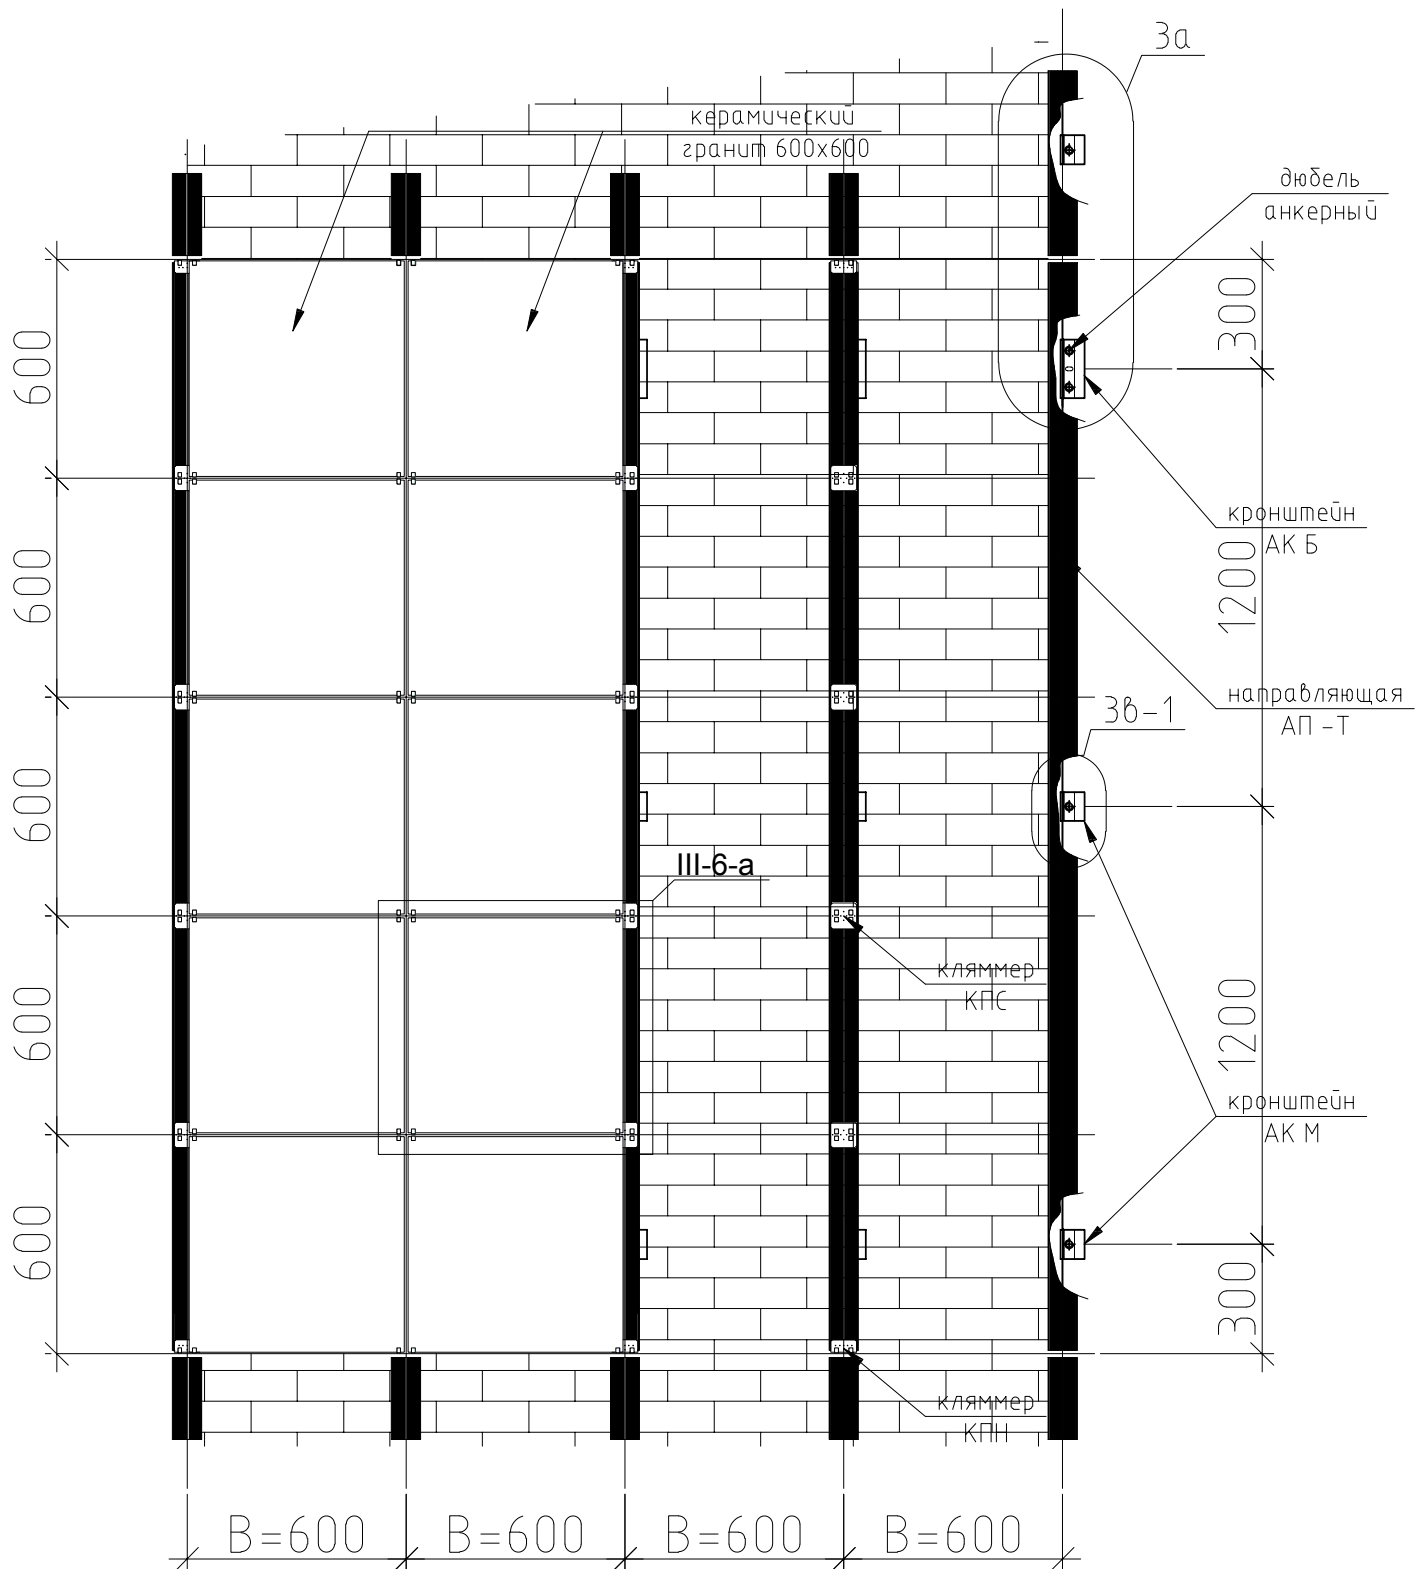 3а
керамический
гранит 600х600
дюбель
анкерный
300
600
кронштейн
АК Б
600
1200
направляющая
АП -Т
3в-1
600
III-6-а
кляммер
КПС
600
1200
кронштейн
АК М
600
300
кляммер
КПН
В=600
В=600
В=600
В=600